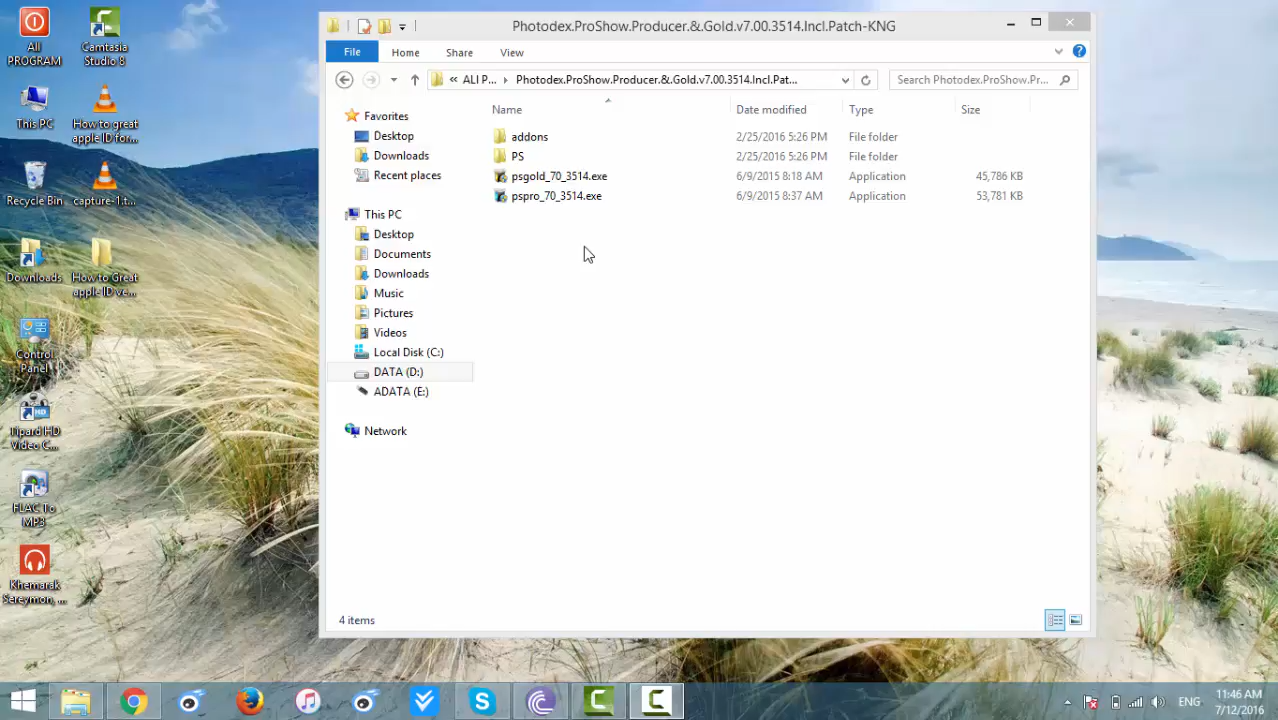 Photodex.ProShow.Producer.&.Gold.v7.00.3514.Incl.Patch-KNG
File Home Share View
ALI P... Photodex.ProShow.Producer.&.Gold.v7.00.3514.Incl.Pat...
Search Photodex.ProShow.Pr...
Name Date modified Type Size
addons 2/25/2016 5:26 PM File folder
PS 2/25/2016 5:26 PM File folder
psgold_70_3514.exe 6/9/2015 8:18 AM Application 45,786 KB
pspro_70_3514.exe 6/9/2015 8:37 AM Application 53,781 KB
Favorites
Desktop
Downloads
Recent places
This PC
Desktop
Documents
Downloads
Music
Pictures
Videos
Local Disk (C:)
DATA (D:)
ADATA (E:)
Network
4 items
All
PROGRAM
Camtasia
Studio 8
This PC
How to great
apple ID for...
Recycle Bin
capture-1.t...
Downloads
How to Great
apple ID ve...
Control
Panel
Tipard HD
Video C...
FLAC To
MP3
Khemarak
Sereymon, ...
ENG
11:46 AM
7/12/2016